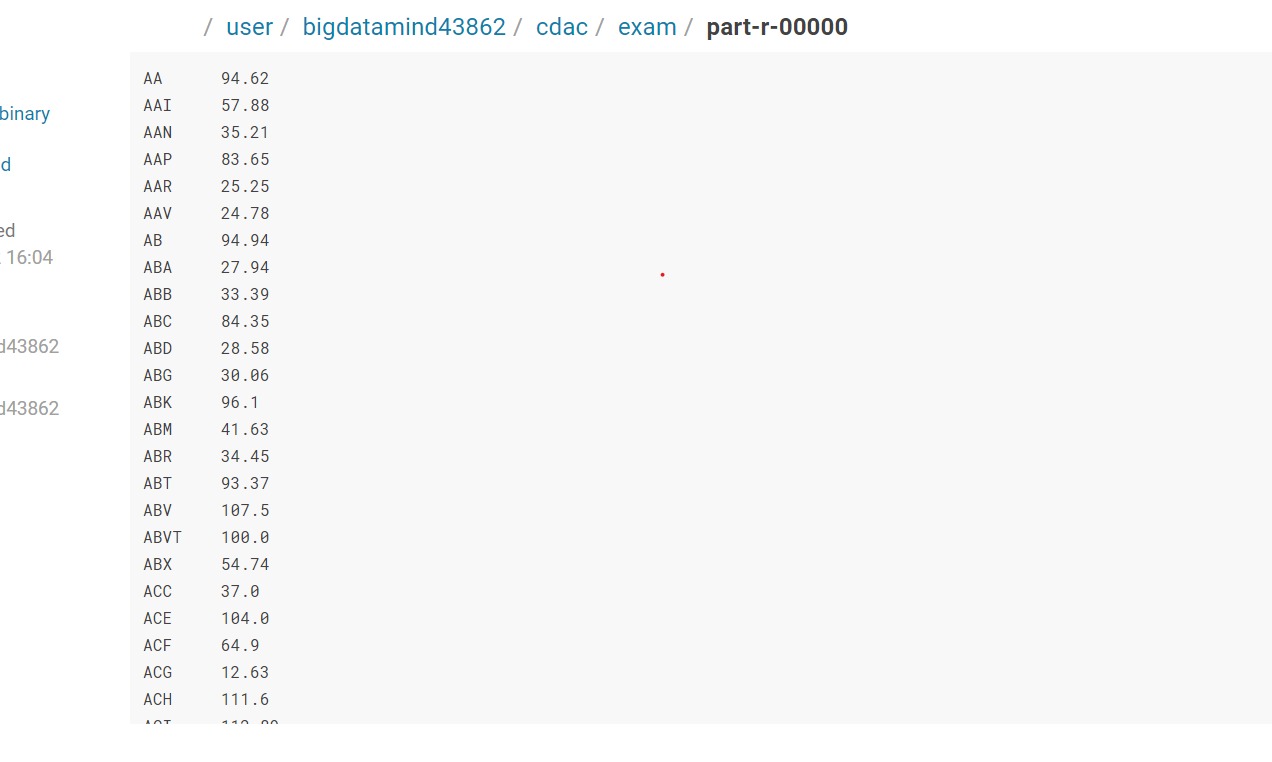 / user / bigdatamind43862 / cdac / exam / part-r-00000
binary
d
ed
16:04
d43862
d43862
AA 94.62
AAI 57.88
AAN 35.21
AAP 83.65
AAR 25.25
AAV 24.78
AB 94.94
ABA 27.94
ABB 33.39
ABC 84.35
ABD 28.58
ABG 30.06
ABK 96.1
ABM 41.63
ABR 34.45
ABT 93.37
ABV 107.5
ABVT 100.0
ABX 54.74
ACC 37.0
ACE 104.0
ACF 64.9
ACG 12.63
ACH 111.6